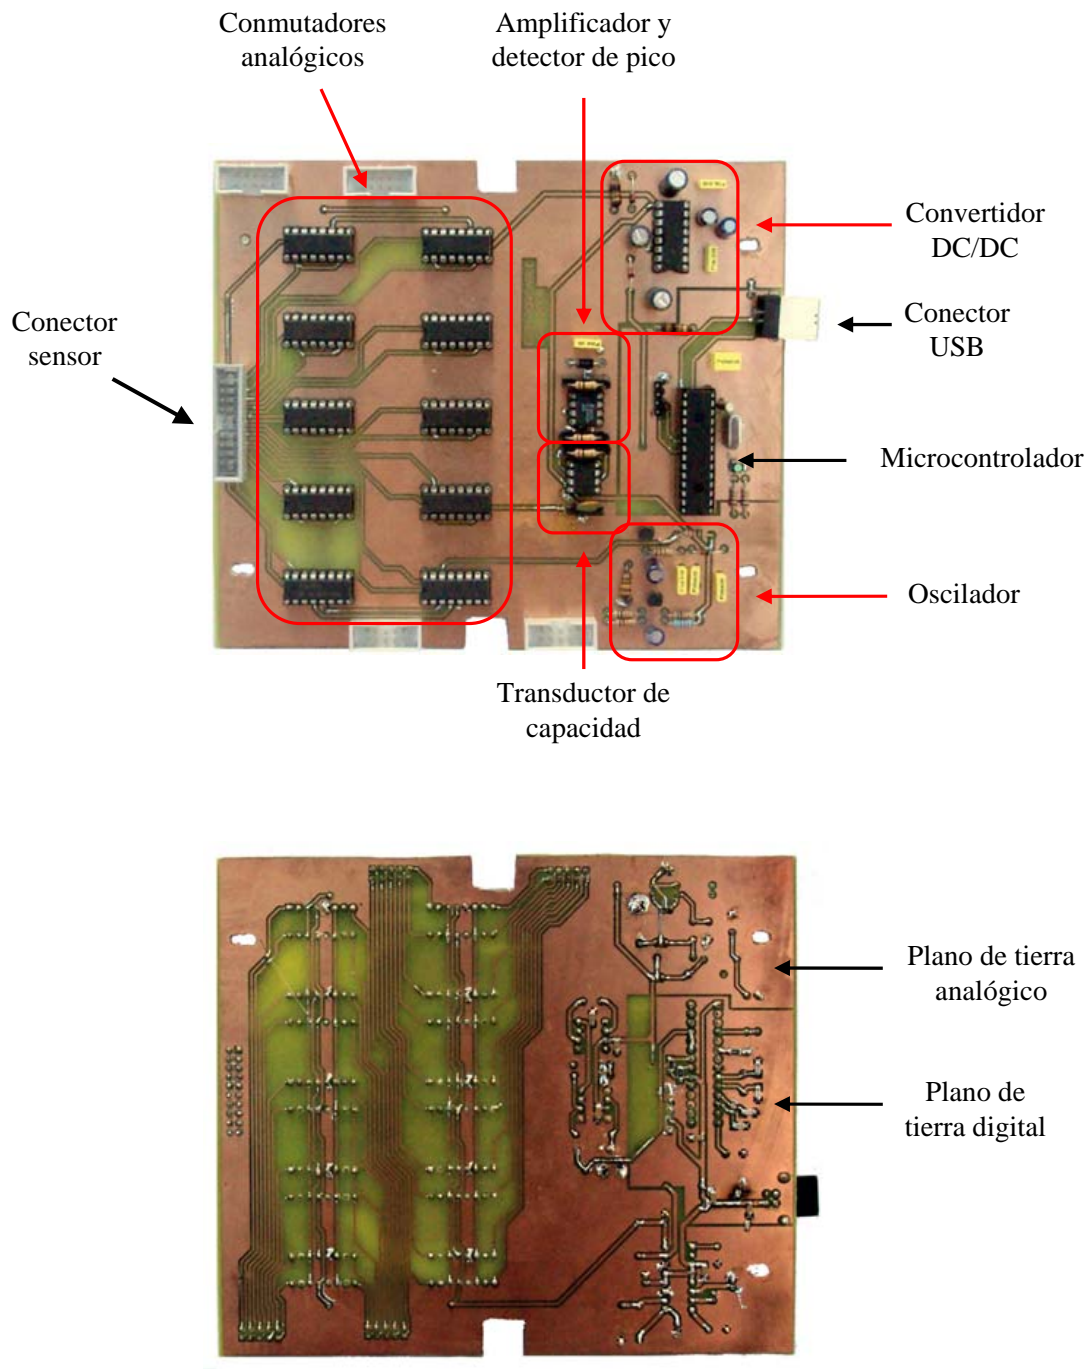 Conmutadores
analógicos
Amplificador y
detector de pico
Convertidor
DC/DC
Conector
USB
Conector
sensor
Microcontrolador
Oscilador
Transductor de
capacidad
Plano de tierra
analógico
Plano de
tierra digital